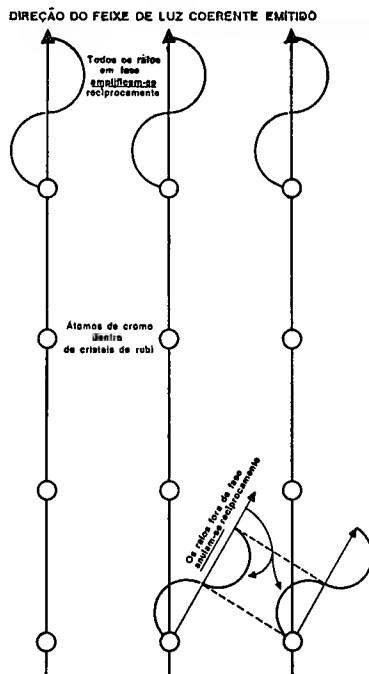 DIREÇÃO DO FEIXE DE LUZ COERENTE EMITIDO
Todos os raios
em fase
amplificam-se
reciprocamente
Átomos de cromo
dentro
de cristais de rubi
Os raios fora de fase
anulam-se reciprocamente